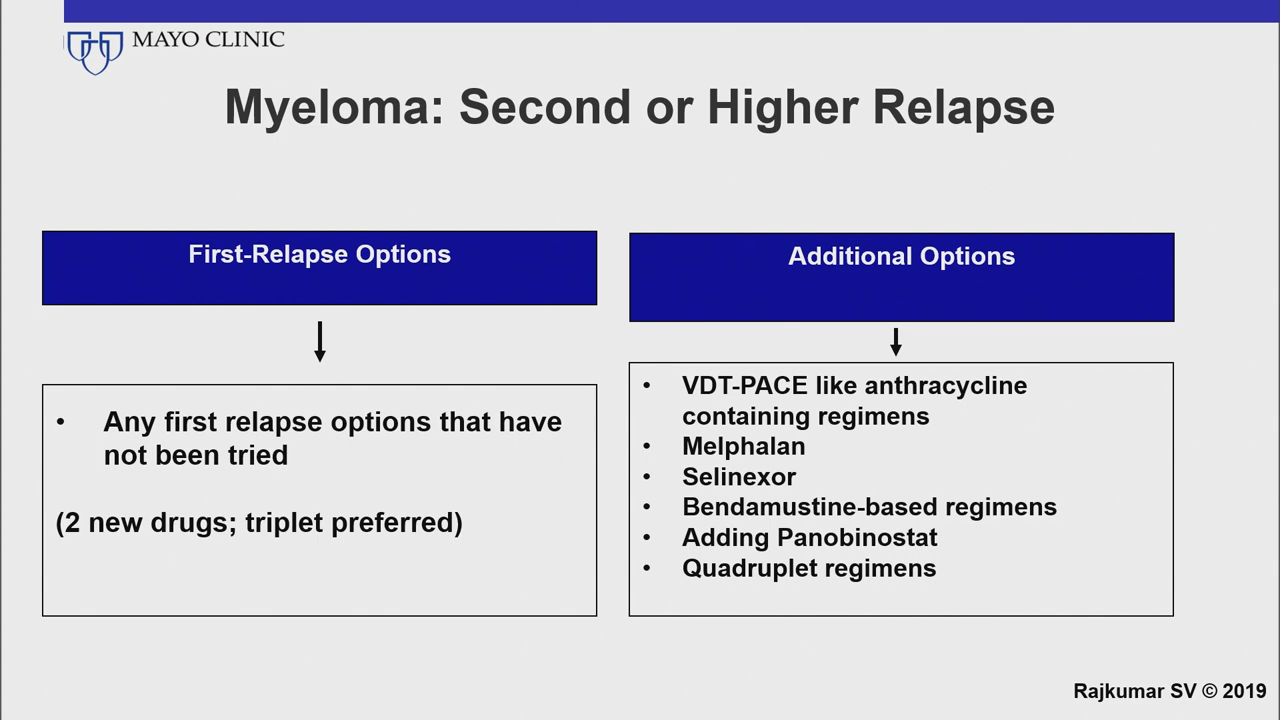 MAYO CLINIC
Myeloma: Second or Higher Relapse
First-Relapse Options
• Any first relapse options that have
not been tried
(2 new drugs; triplet preferred)
Additional Options
• VDT-PACE like anthracycline
containing regimens
• Melphalan
• Selinexor
• Bendamustine-based regimens
• Adding Panobinostat
• Quadruplet regimens
Rajkumar SV © 2019